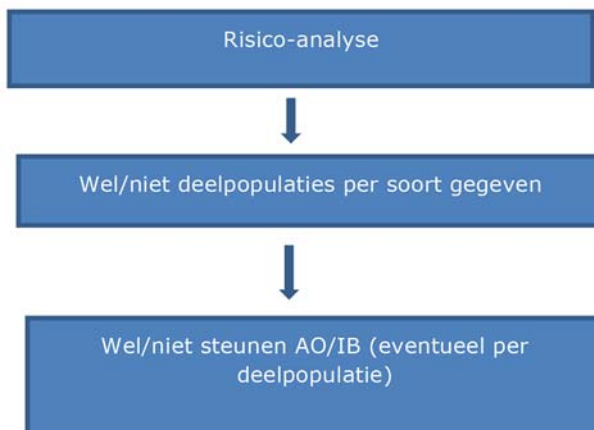 Risico-analyse
Wel/niet deelpopulaties per soort gegeven
Wel/niet steunen AO/IB (eventueel per
deelpopulatie)